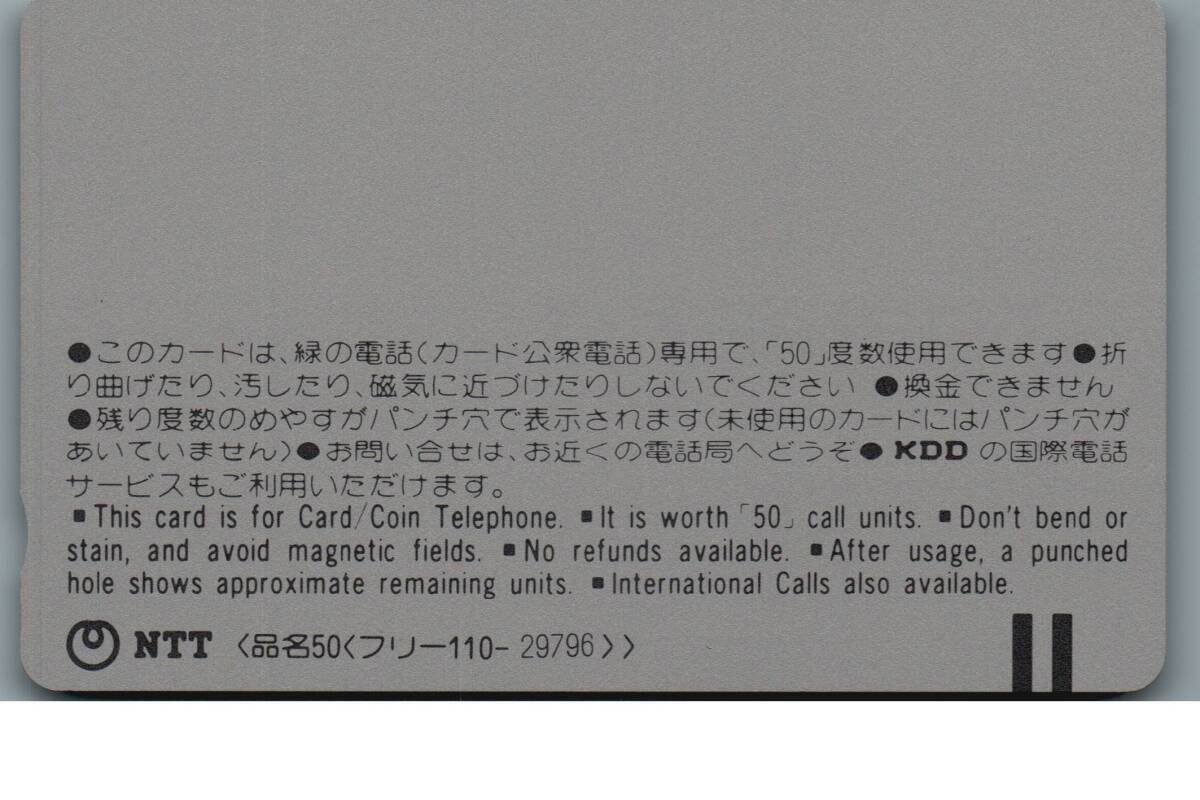 ●このカードは、緑の電話(カード公衆電話)専用で、「50」度数使用できます●折
り曲げたり、汚したり、磁気に近づけたりしないでください ●換金できません
●残り度数のめやすがパンチ穴で表示されます(未使用のカードにはパンチ穴が
あいていません)●お問い合せは、お近くの電話局へどうぞ● KDD の国際電話
サービスもご利用いただけます。
▪This card is for Card/Coin Telephone. ▪It is worth「50」call units. ▪Don't bend or
stain, and avoid magnetic fields. ▪No refunds available. ▪After usage, a punched
hole shows approximate remaining units. ▪International Calls also available.
NTT 〈品名50〈フリー110-29796〉〉